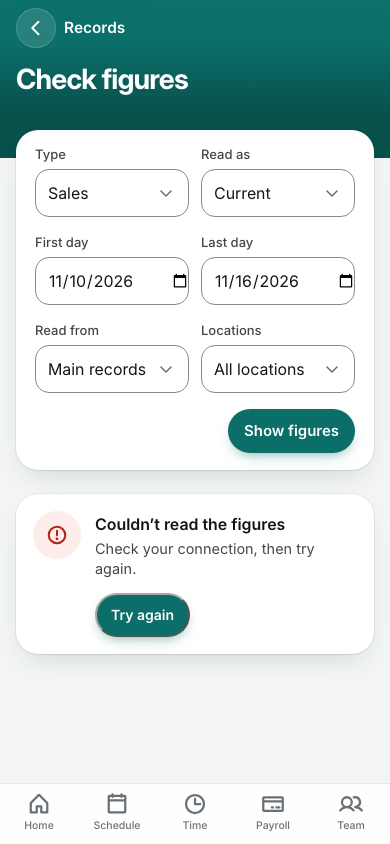 Records
Check figures
Type
Read as
Sales
Current
First day
Last day
11/10/2026
11/16/2026
Read from
Locations
Main records
All locations
Show figures
Couldn’t read the figures
Check your connection, then try
again.
Try again
Home
Schedule
Time
Payroll
Team